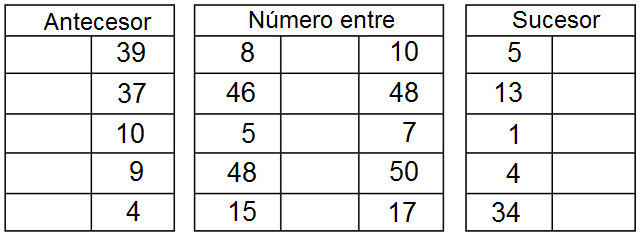 Antecesor Número entre Sucesor
39 8 10 5
37 46 48 13
10 5 7 1
9 48 50 4
4 15 17 34